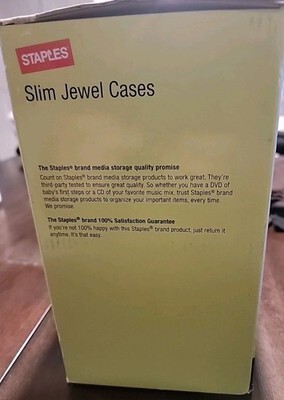 STAPLES
Slim Jewel Cases
The Staples® brand media storage quality promise
Count on Staples® brand media storage products to work great. They're
third-party tested to ensure great quality. So whether you have a DVD of
baby's first steps or a CD of your favorite music mix, trust Staples® brand
media storage products to organize your important items, every time.
We promise.
The Staples® brand 100% Satisfaction Guarantee
If you're not 100% happy with this Staples® brand product, just return it
anytime. It's that easy.